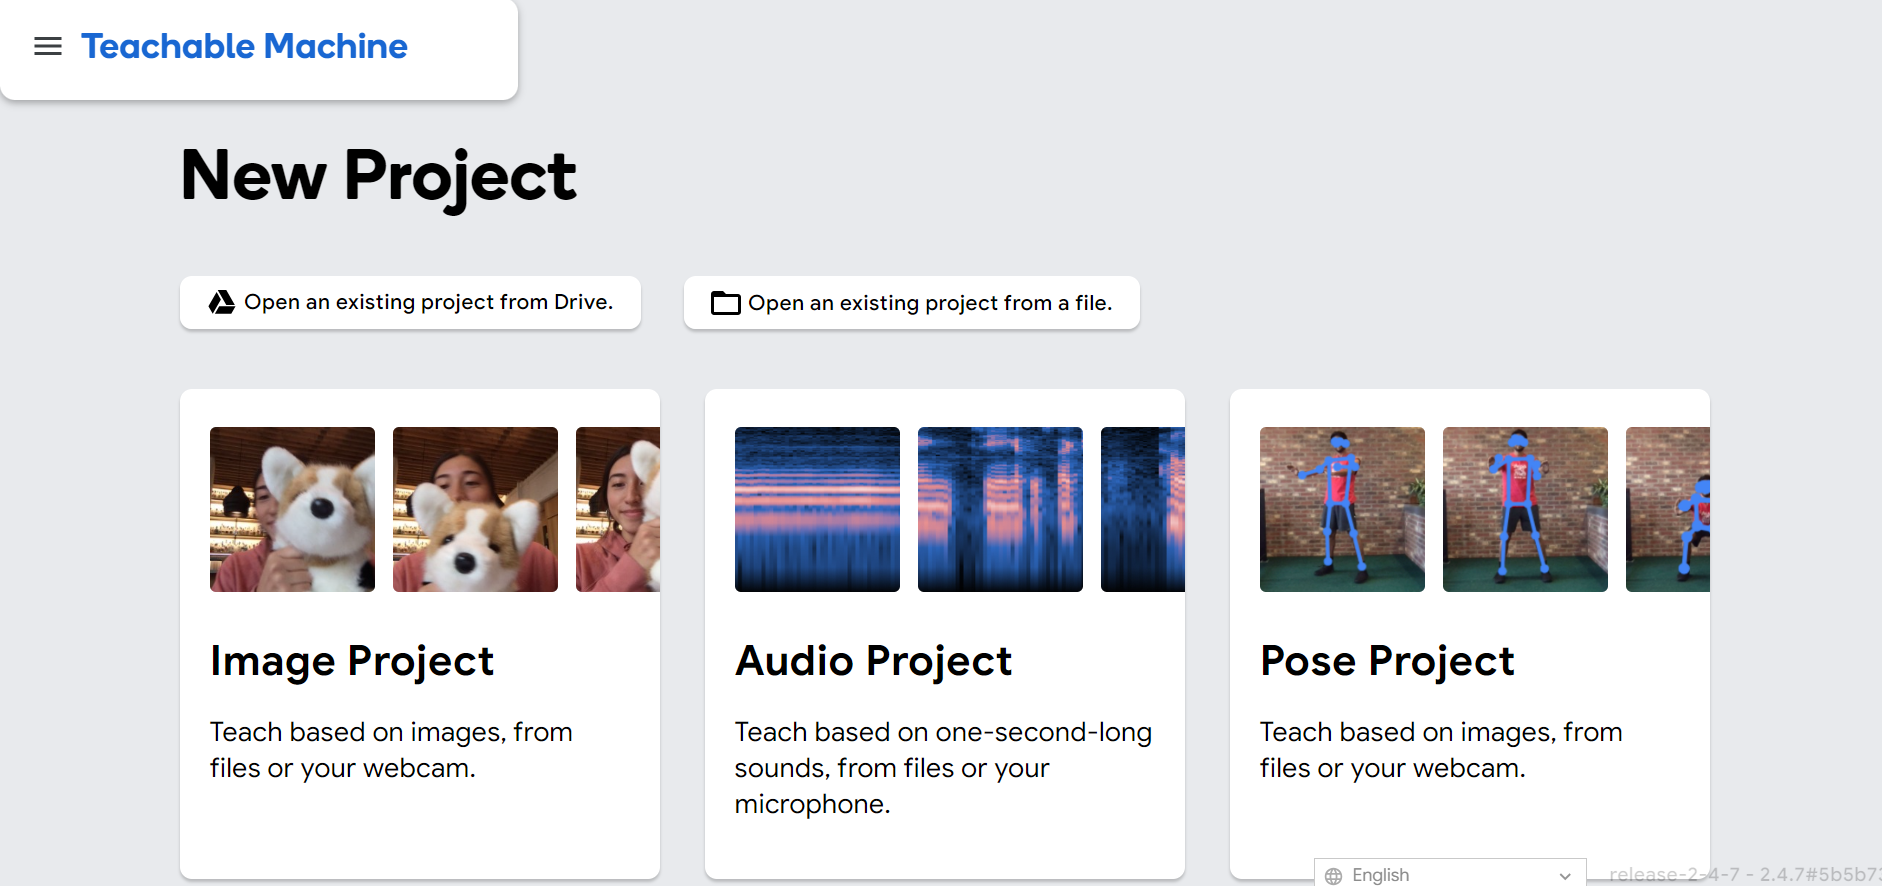 Teachable Machine
New Project
Open an existing project from Drive.
Open an existing project from a file.
Image Project
Teach based on images, from
files or your webcam.
Audio Project
Teach based on one-second-long
sounds, from files or your
microphone.
Pose Project
Teach based on images, from
files or your webcam.
English
release-2-4-7 - 2.4.7#5b5b73